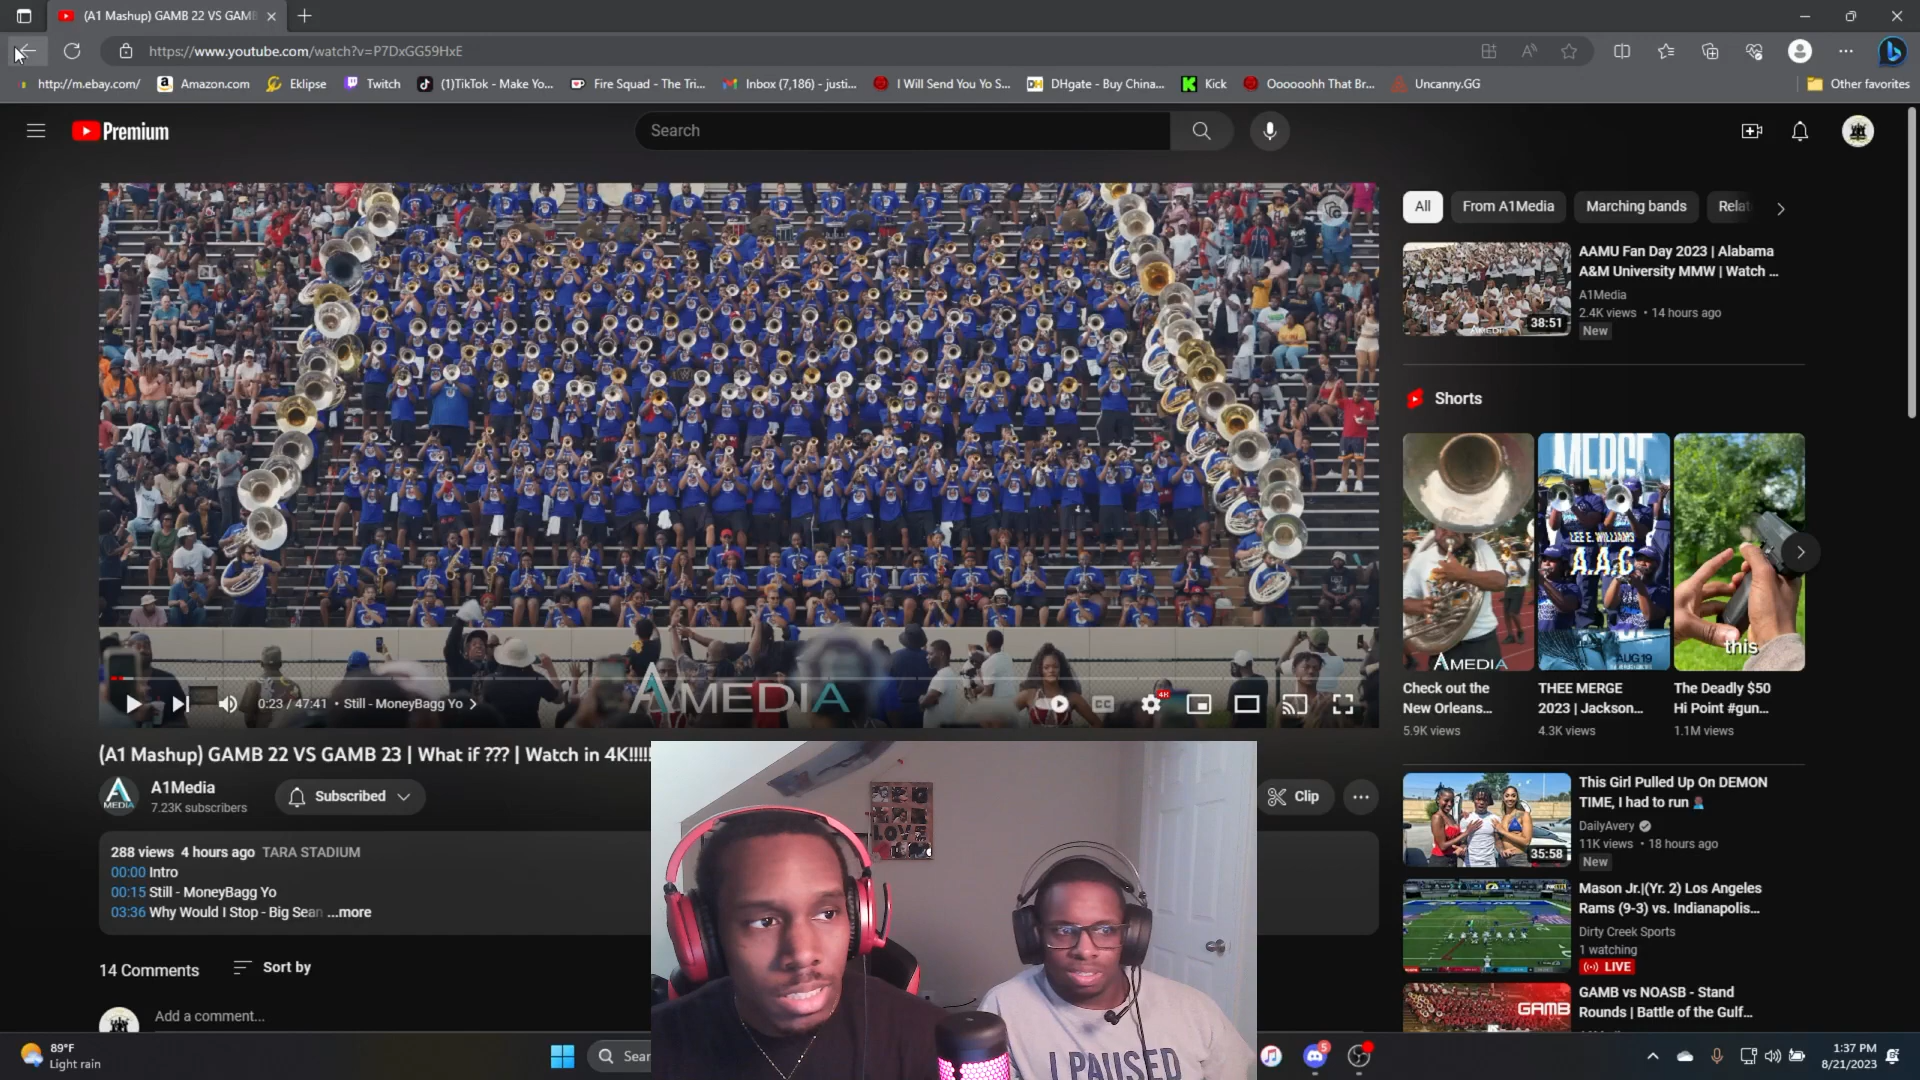 (A1 Mashup) GAMB 22 VS GAMB
https://www.youtube.com/watch?v=P7DxGG59HxE
http://m.ebay.com/
Amazon.com
Eklipse
Twitch
(1)TikTok - Make Yo...
Fire Squad - The Tri...
Inbox (7,186) - justi...
I Will Send You Yo S...
DHgate - Buy China...
Kick
Ooooooohh That Br...
Uncanny.GG
Other favorites
Premium
Search
All
From A1Media
Marching bands
Relat
AAMU Fan Day 2023 | Alabama
A&M University MMW | Watch ...
A1Media
2.4K views • 14 hours ago
New
38:51
Shorts
MERGE
LEE E. WILLIAMS
A.A.C
AUG 19
AMEDIA
this
Check out the
New Orleans...
5.9K views
THEE MERGE
2023 | Jackson...
4.3K views
The Deadly $50
Hi Point #gun...
1.1M views
AMEDIA
0:23 / 47:41 • Still - MoneyBagg Yo
CC
4K
(A1 Mashup) GAMB 22 VS GAMB 23 | What if ??? | Watch in 4K!!!!!
A MEDIA
A1Media
7.23K subscribers
Subscribed
Clip
288 views 4 hours ago TARA STADIUM
00:00 Intro
00:15 Still - MoneyBagg Yo
03:36 Why Would I Stop - Big Sean ...more
14 Comments
Sort by
Add a comment...
This Girl Pulled Up On DEMON
TIME, I had to run
DailyAvery
11K views • 18 hours ago
New
35:58
Mason Jr.|(Yr. 2) Los Angeles
Rams (9-3) vs. Indianapolis...
Dirty Creek Sports
1 watching
LIVE
GAMB vs NOASB - Stand
Rounds | Battle of the Gulf...
GAMB
LOVE
I PAUSED
89°F
Light rain
Sear
5
1:37 PM
8/21/2023